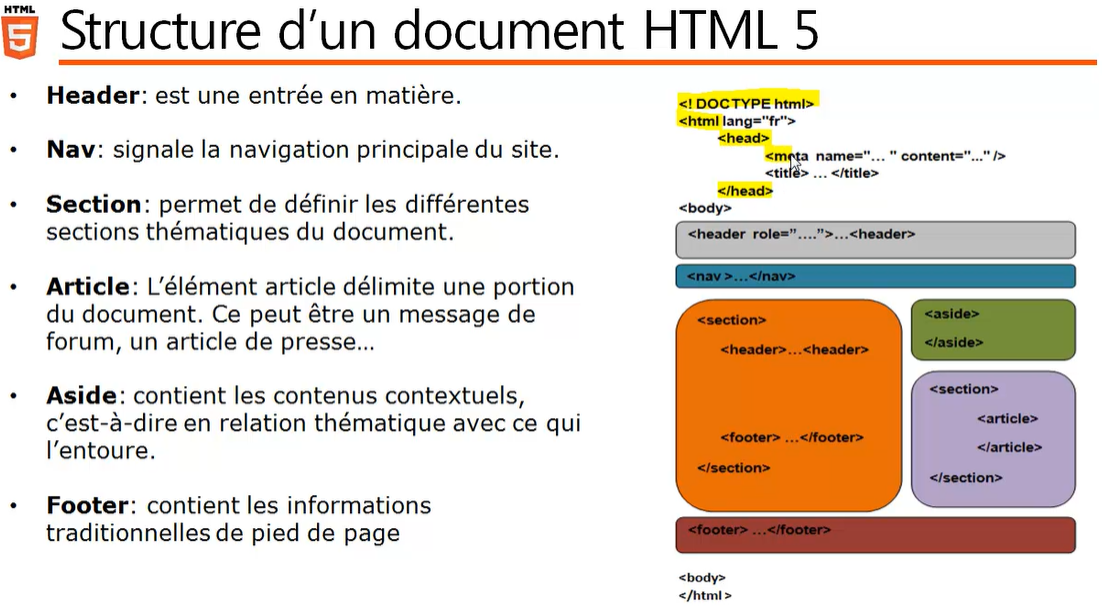 HTML
5
Structure d’un document HTML 5
• Header: est une entrée en matière.
• Nav: signale la navigation principale du site.
• Section: permet de définir les différentes
sections thématiques du document.
• Article: L’élément article délimite une portion
du document. Ce peut être un message de
forum, un article de presse…
• Aside: contient les contenus contextuels,
c’est-à-dire en relation thématique avec ce qui
l’entoure.
• Footer: contient les informations
traditionnelles de pied de page
<! DOCTYPE html>
<html lang="fr">
<head>
<meta name="… " content="..." />
<title> … </title>
</head>
<body>
<header role="….”>…<header>
<nav >…</nav>
<section>
<header>…<header>
<footer> …</footer>
</section>
<aside>
</aside>
<section>
<article>
</article>
</section>
<footer> …</footer>
<body>
</html>